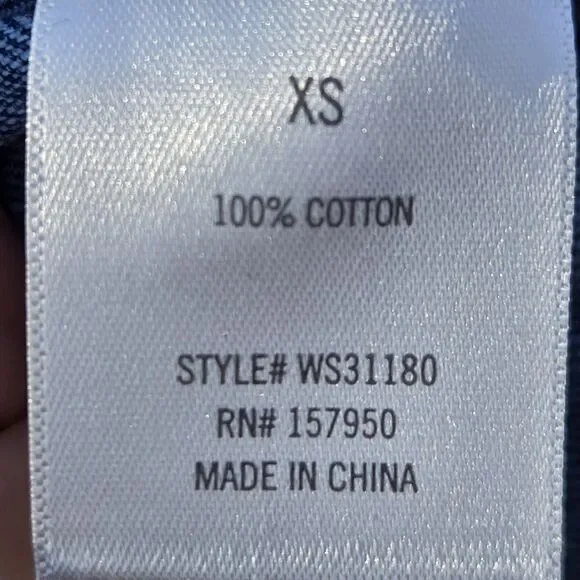 XS
100% COTTON
STYLE# WS31180
RN# 157950
MADE IN CHINA